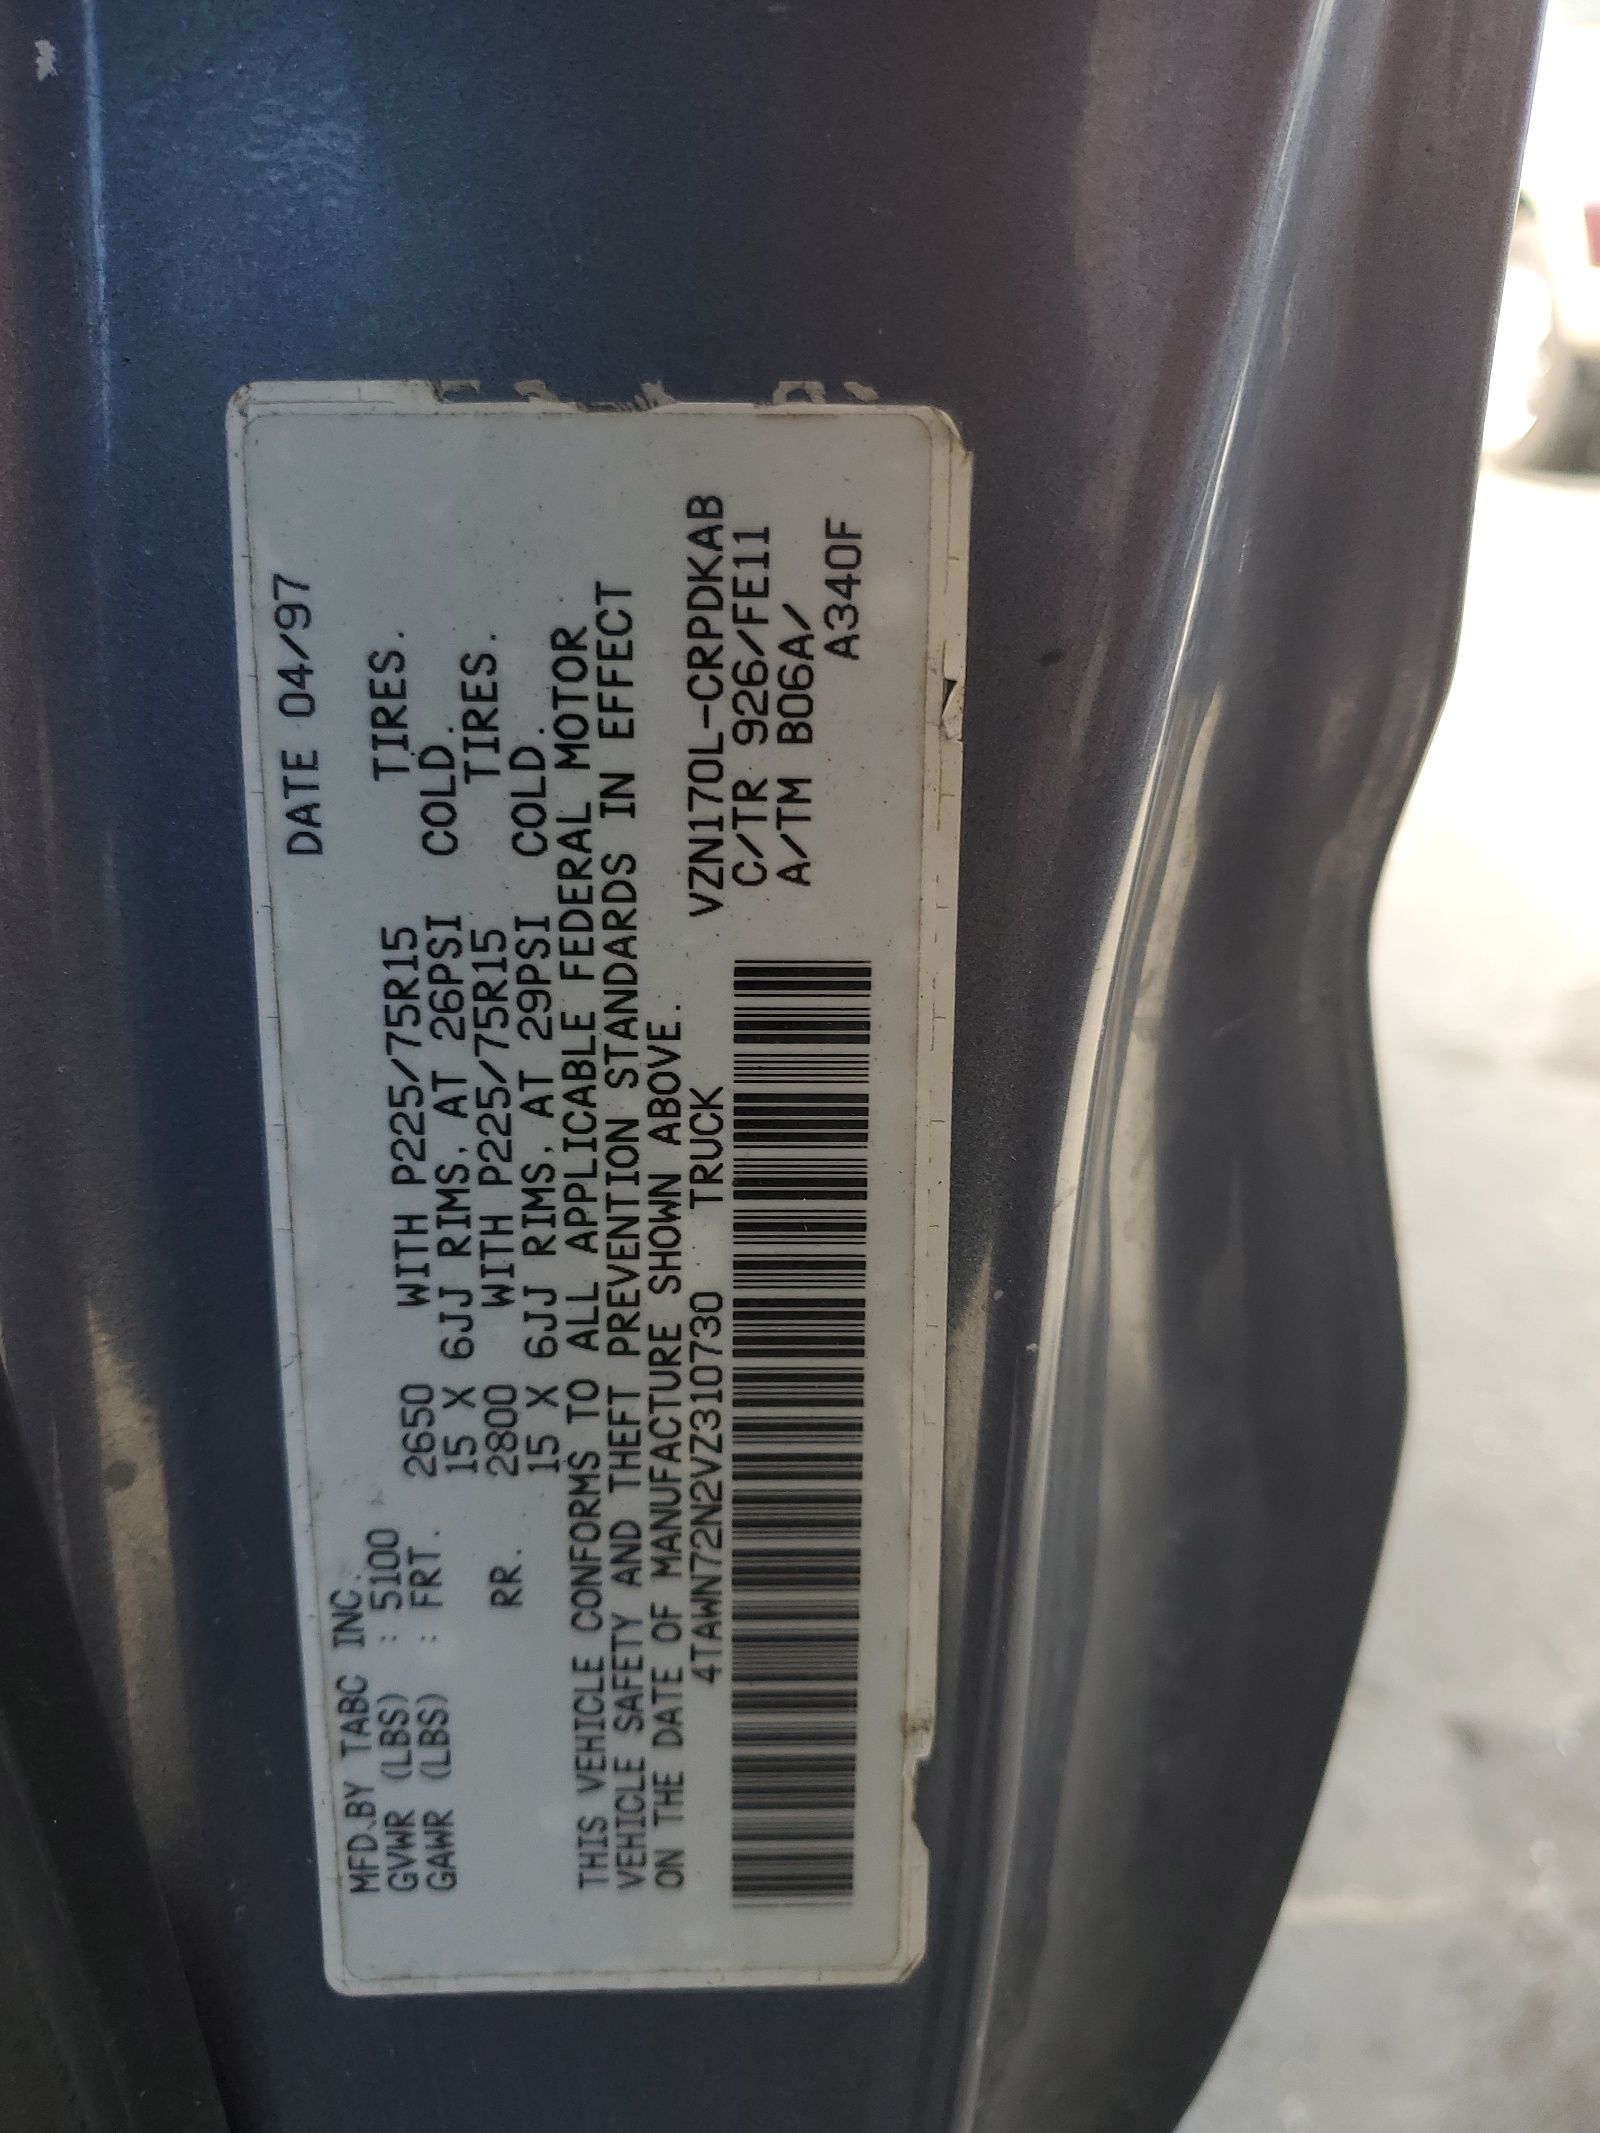 MFD.BY TABC INC. DATE 04/97
GVWR (LBS) : 5100
GAWR (LBS) : FRT. 2650 WITH P225/75R15 TIRES.
15 X 6JJ RIMS, AT 26PSI COLD.
RR. 2800 WITH P225/75R15 TIRES.
15 X 6JJ RIMS, AT 29PSI COLD.
THIS VEHICLE CONFORMS TO ALL APPLICABLE FEDERAL MOTOR
VEHICLE SAFETY AND THEFT PREVENTION STANDARDS IN EFFECT
ON THE DATE OF MANUFACTURE SHOWN ABOVE.
4TAWN72N2VZ310730 TRUCK VZN170L-CRPDKAB
C/TR 926/FE11
A/TM B06A/
A340F